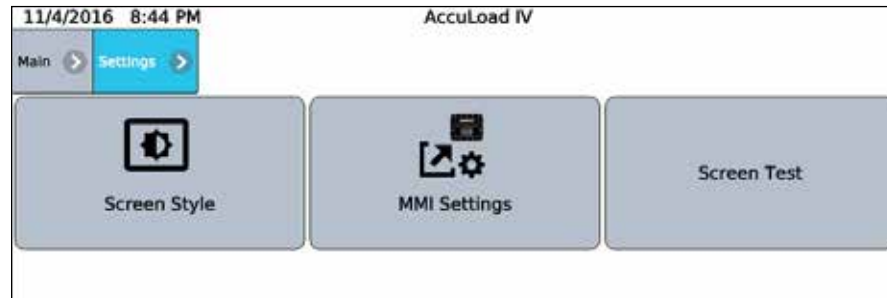 11/4/2016 8:44 PM AccuLoad IV
Main Settings
Screen Style MMI Settings Screen Test